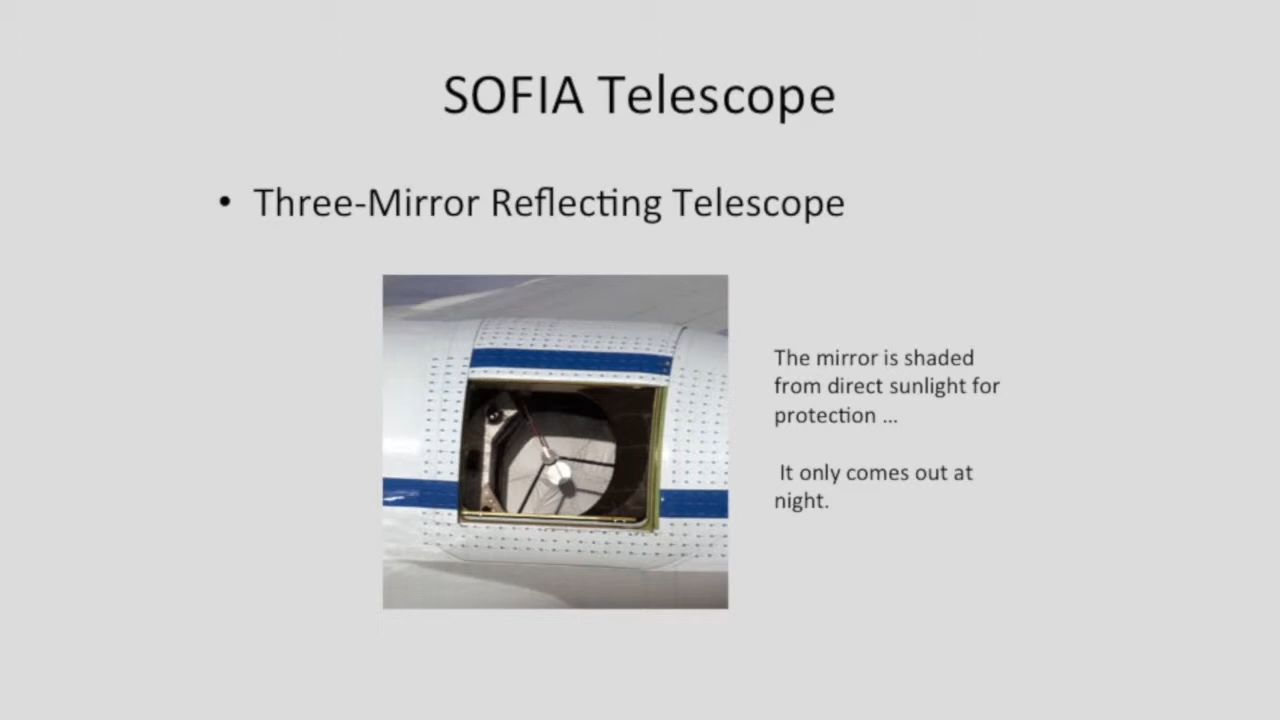 SOFIA Telescope
• Three-Mirror Reflecting Telescope
The mirror is shaded
from direct sunlight for
protection ...
It only comes out at
night.